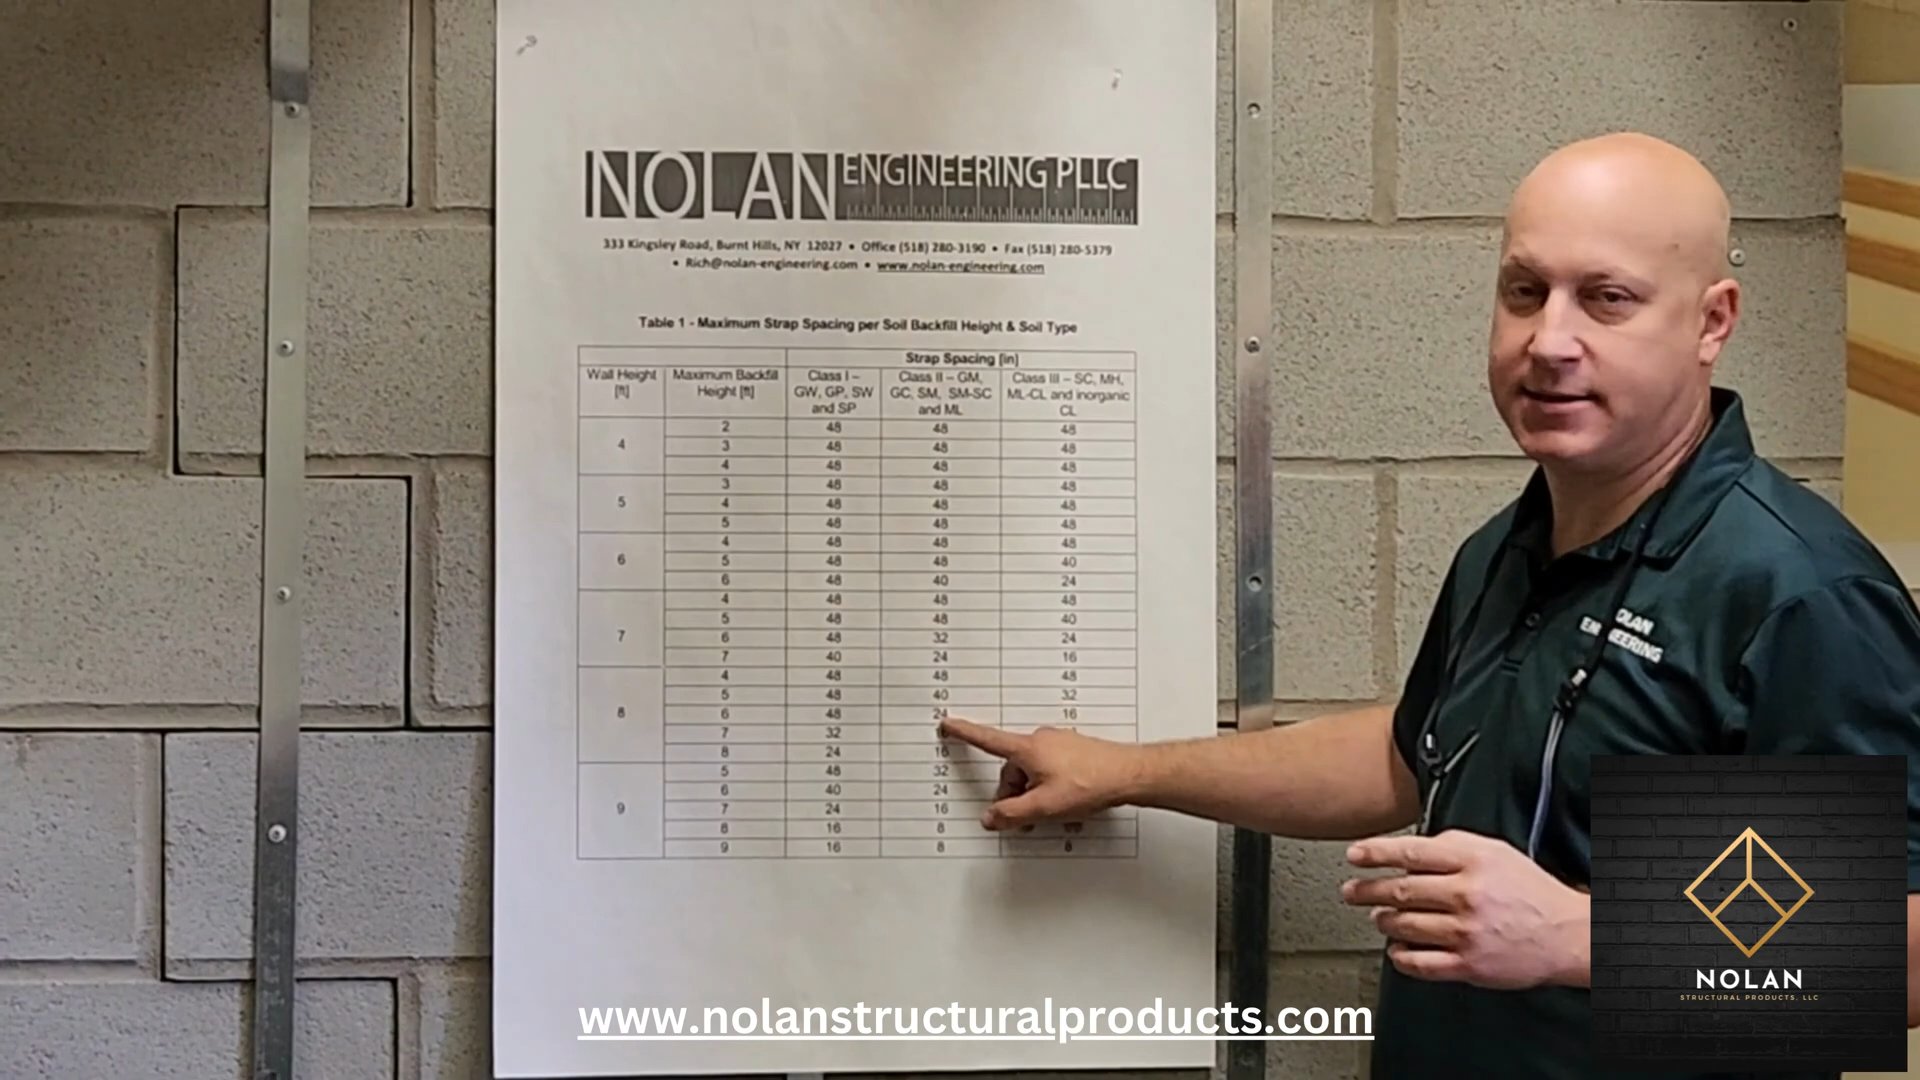 NOLAN ENGINEERING PLLC
333 Kingsley Road, Burnt Hills, NY 12027 • Office (518) 280-3190 • Fax (518) 280-5379
• Rich@nolan-engineering.com • www.nolan-engineering.com
Table 1 - Maximum Strap Spacing per Soil Backfill Height & Soil Type
Strap Spacing [in]
Wall Height [ft] Maximum Backfill Height [ft] Class I – GW, GP, SW and SP Class II – GM, GC, SM, SM-SC and ML Class III – SC, MH, ML-CL and inorganic CL
4 2 48 48 48
3 48 48 48
4 48 48 48
5 3 48 48 48
4 48 48 48
5 48 48 48
6 4 48 48 48
5 48 48 40
6 48 40 24
7 4 48 48 48
5 48 48 40
6 48 32 24
7 40 24 16
8 4 48 48 48
5 48 40 32
6 48 24 16
7 32
8 24 16
9 5 48 32
6 40 24
7 24 16
8 16 8
9 16 8 8
NOLAN
ENGINEERING
NOLAN
STRUCTURAL PRODUCTS, LLC
www.nolanstructuralproducts.com